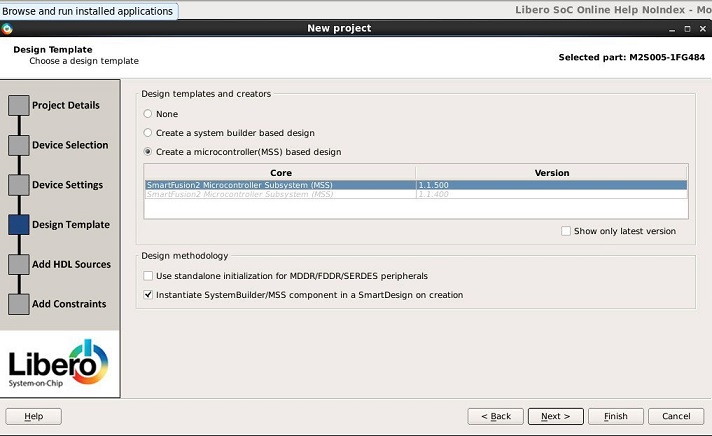 Browse and run installed applications
Libero SoC Online Help NoIndex - Mo
New project
Design Template
Choose a design template
Selected part: M2S005-1FG484
Project Details
Device Selection
Device Settings
Design Template
Add HDL Sources
Add Constraints
Libero
System-on-Chip
Design templates and creators
None
Create a system builder based design
Create a microcontroller(MSS) based design
Core Version
SmartFusion2 Microcontroller Subsystem (MSS) 1.1.500
SmartFusion2 Microcontroller Subsystem (MSS) 1.1.400
Show only latest version
Design methodology
Use standalone initialization for MDDR/FDDR/SERDES peripherals
Instantiate SystemBuilder/MSS component in a SmartDesign on creation
Help
< Back
Next >
Finish
Cancel